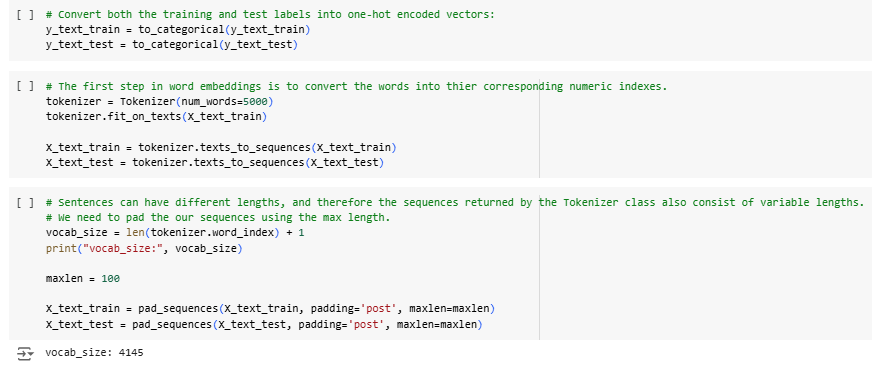 [ ] # Convert both the training and test labels into one-hot encoded vectors:
y_text_train = to_categorical(y_text_train)
y_text_test = to_categorical(y_text_test)
[ ] # The first step in word embeddings is to convert the words into thier corresponding numeric indexes.
tokenizer = Tokenizer(num_words=5000)
tokenizer.fit_on_texts(X_text_train)
X_text_train = tokenizer.texts_to_sequences(X_text_train)
X_text_test = tokenizer.texts_to_sequences(X_text_test)
[ ] # Sentences can have different lengths, and therefore the sequences returned by the Tokenizer class also consist of variable lengths.
# We need to pad the our sequences using the max length.
vocab_size = len(tokenizer.word_index) + 1
print("vocab_size:", vocab_size)
maxlen = 100
X_text_train = pad_sequences(X_text_train, padding='post', maxlen=maxlen)
X_text_test = pad_sequences(X_text_test, padding='post', maxlen=maxlen)
vocab_size: 4145